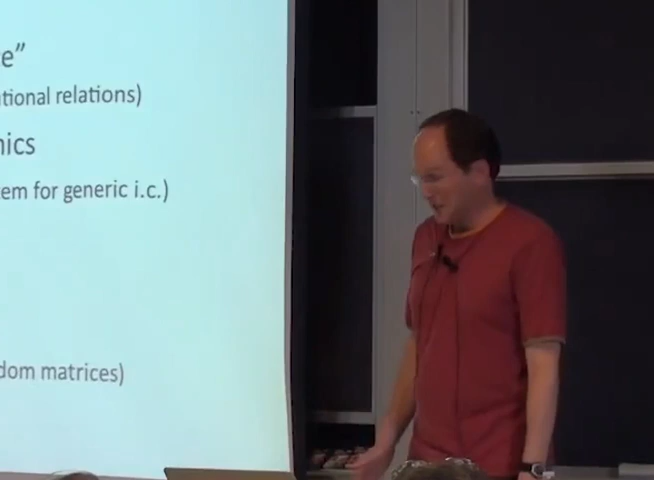 e”
tional relations)
nics
em for generic i.c.)
dom matrices)